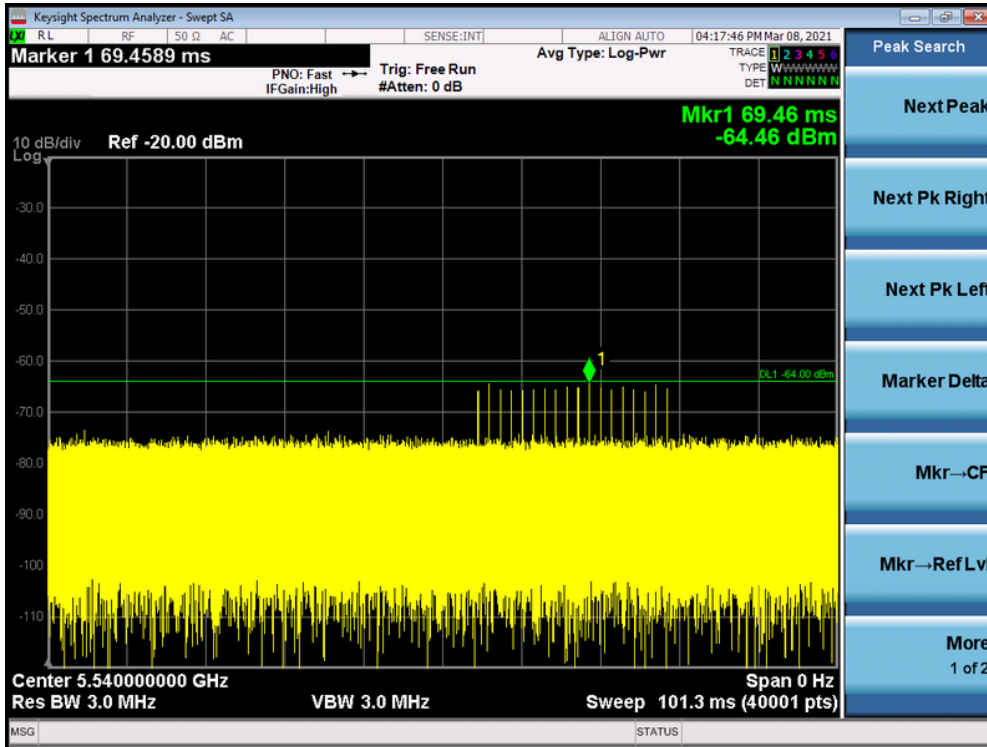 Keysight Spectrum Analyzer - Swept SA
LXI RL RF 50 Ω AC SENSE:INT ALIGN AUTO 04:17:46 PM Mar 08, 2021
Marker 1 69.4589 ms
PNO: Fast
IFGain:High
Trig: Free Run
#Atten: 0 dB
Avg Type: Log-Pwr
TRACE 1 2 3 4 5 6
TYPE WWWWWW
DET N N N N N N
Mkr1 69.46 ms
-64.46 dBm
10 dB/div Ref -20.00 dBm
Log
-30.0
-40.0
-50.0
-60.0
1
DL1 -64.00 dBm
-70.0
-80.0
-90.0
-100
-110
Center 5.540000000 GHz Span 0 Hz
Res BW 3.0 MHz VBW 3.0 MHz Sweep 101.3 ms (40001 pts)
MSG STATUS
Peak Search
Next Peak
Next Pk Right
Next Pk Left
Marker Delta
Mkr→CF
Mkr→Ref Lvl
More
1 of 2